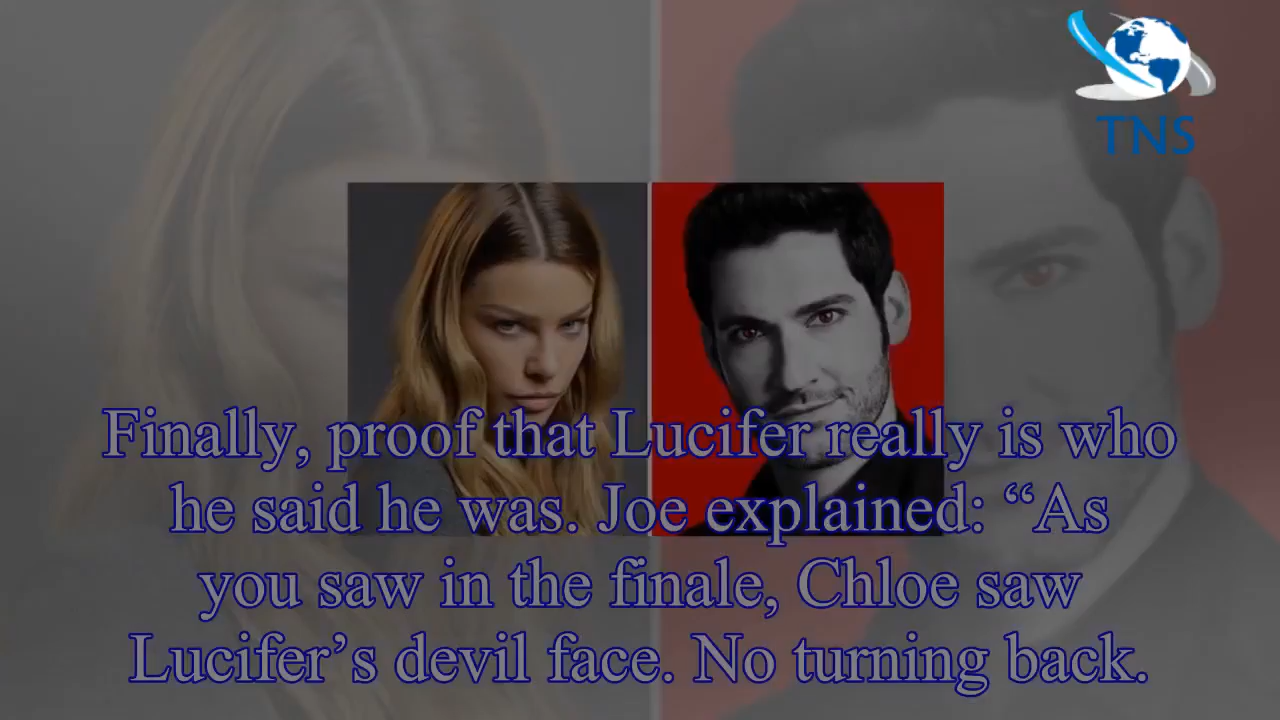 TNS
Finally, proof that Lucifer really is who
he said he was. Joe explained: “As
you saw in the finale, Chloe saw
Lucifer’s devil face. No turning back.